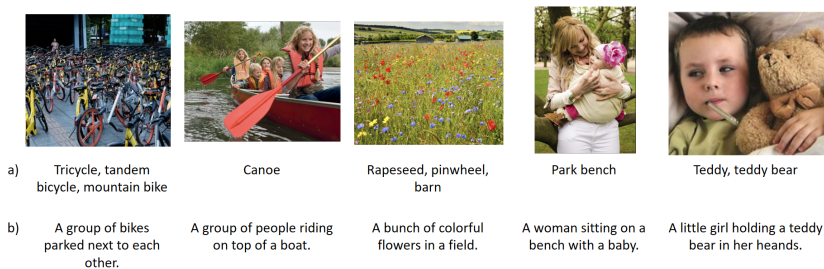 a) Tricycle, tandem bicycle, mountain bike
Canoe
Rapeseed, pinwheel, barn
Park bench
Teddy, teddy bear
b) A group of bikes parked next to each other.
A group of people riding on top of a boat.
A bunch of colorful flowers in a field.
A woman sitting on a bench with a baby.
A little girl holding a teddy bear in her heands.